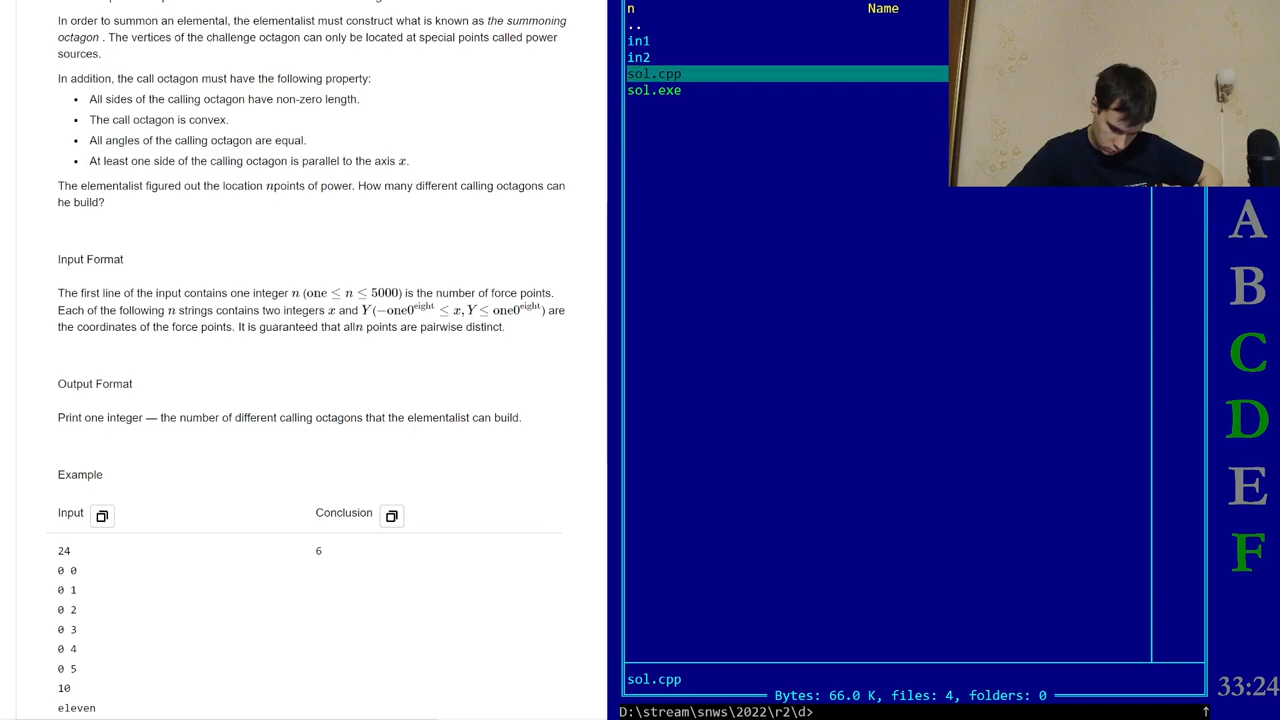 In order to summon an elemental, the elementalist must construct what is known as the summoning
octagon . The vertices of the challenge octagon can only be located at special points called power
sources.
In addition, the call octagon must have the following property:
• All sides of the calling octagon have non-zero length.
• The call octagon is convex.
• All angles of the calling octagon are equal.
• At least one side of the calling octagon is parallel to the axis x.
The elementalist figured out the location npoints of power. How many different calling octagons can
he build?
Input Format
The first line of the input contains one integer n (one ≤ n ≤ 5000) is the number of force points.
Each of the following n strings contains two integers x and Y (−one0^eight ≤ x, Y ≤ one0^eight) are
the coordinates of the force points. It is guaranteed that alln points are pairwise distinct.
Output Format
Print one integer — the number of different calling octagons that the elementalist can build.
Example
Input
Conclusion
24
6
0 0
0 1
0 2
0 3
0 4
0 5
10
eleven
n
Name
..
in1
in2
sol.cpp
sol.exe
sol.cpp
Bytes: 66.0 K, files: 4, folders: 0
D:\stream\snws\2022\r2\d>
↑
A
B
C
D
E
F
33:24